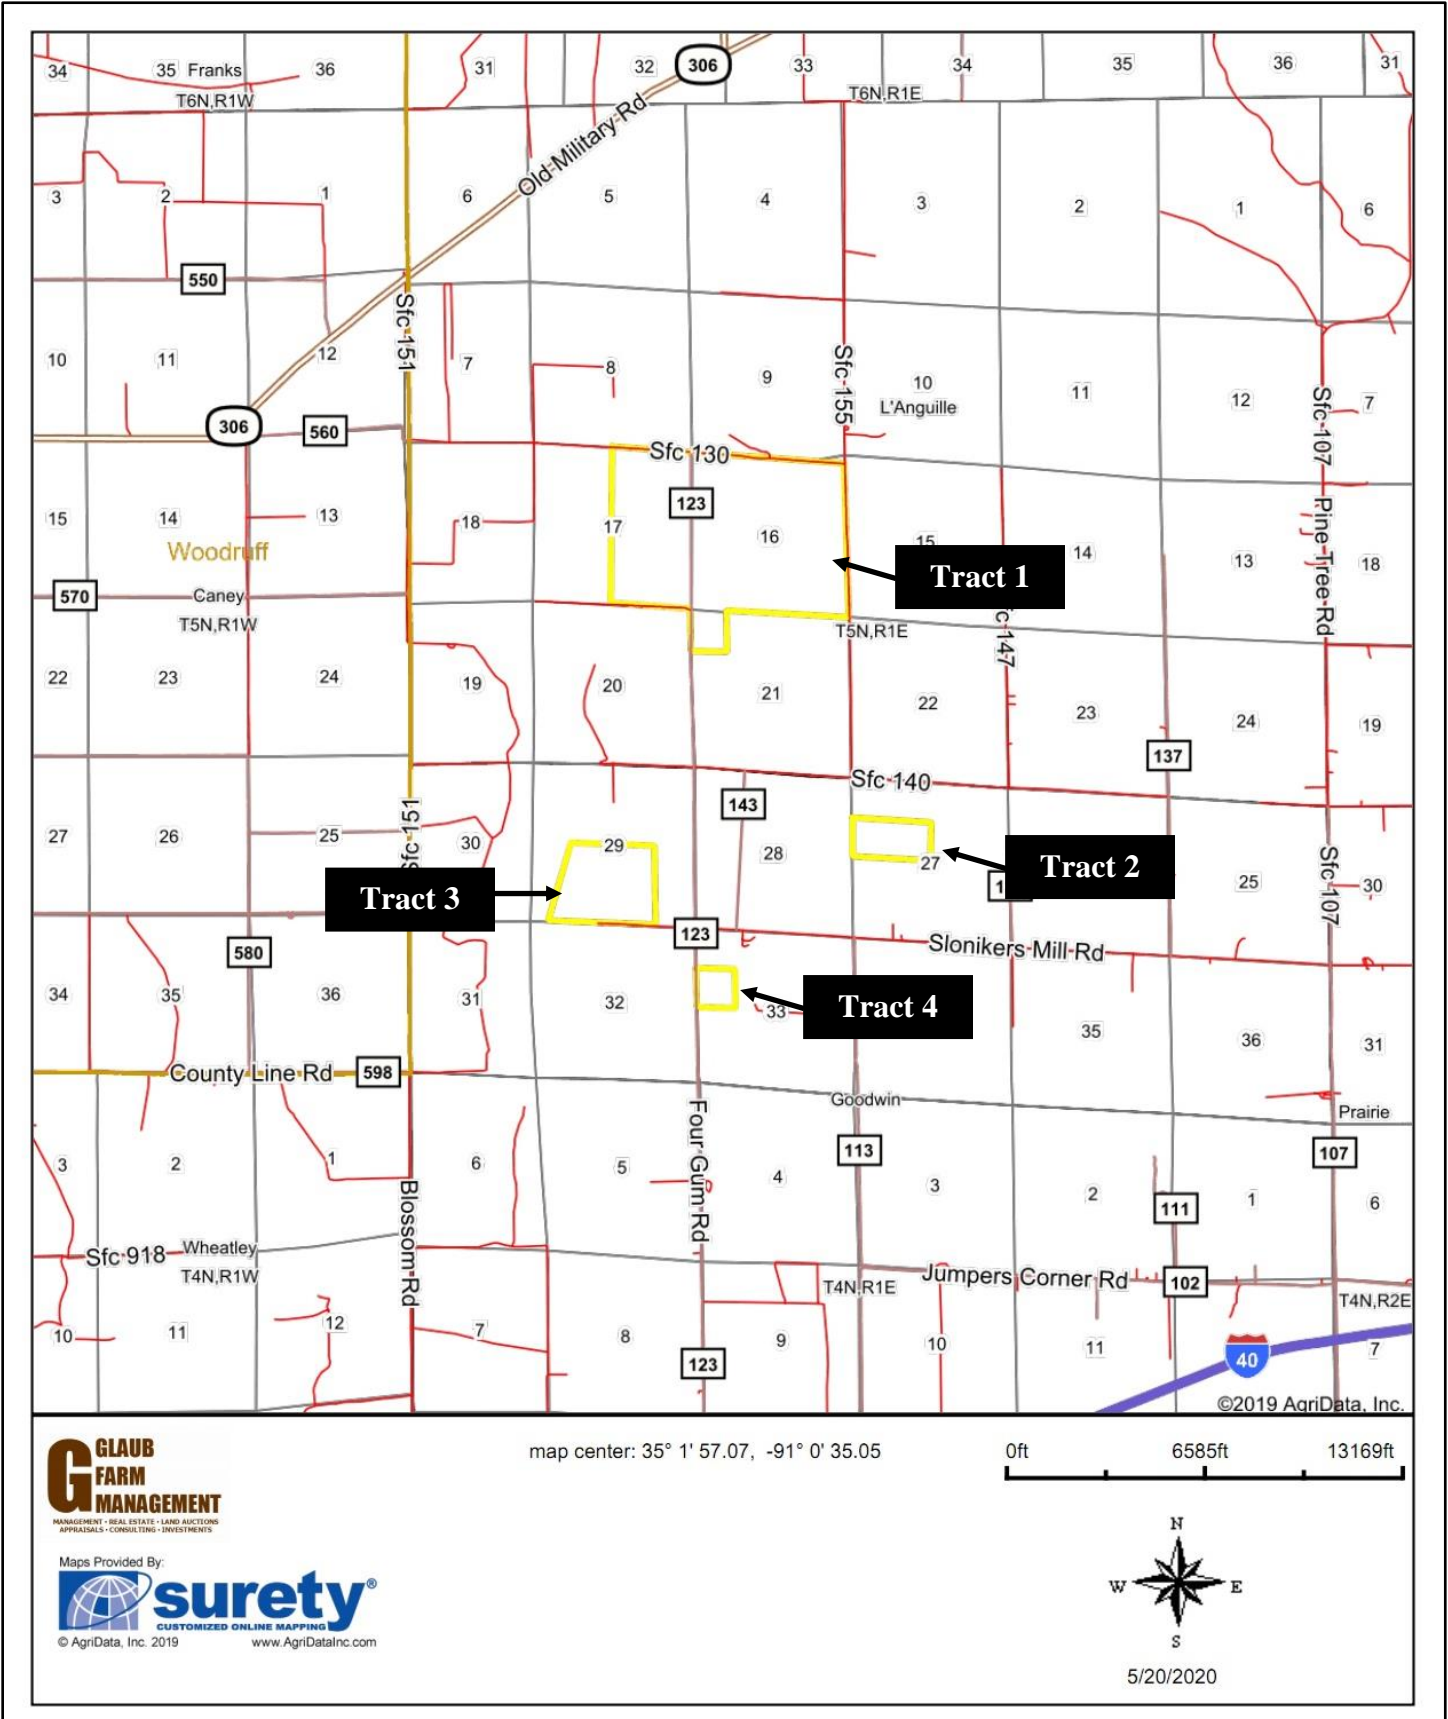 306
34
35
Franks
36
31
32
33
34
35
36
31
T6N,R1W
T6N,R1E
Old Military Rd
3
2
1
6
5
4
3
2
1
6
550
Sfc 151
10
11
12
7
8
9
Sfc 155
10
L'Anguille
11
12
Sfc 107
7
306
560
Sfc 130
15
14
13
18
17
123
16
15
14
13
18
Pine Tree Rd
Woodruff
Tract 1
570
Caney
T5N,R1W
T5N,R1E
c 147
22
23
24
19
20
21
22
23
24
19
137
Sfc 140
143
27
26
25
Sfc 151
30
29
28
27
Tract 2
25
30
Sfc 107
Tract 3
123
580
Slonikers Mill Rd
34
35
36
31
32
33
Tract 4
35
36
31
County Line Rd
598
Goodwin
Prairie
3
2
1
6
5
Four Gum Rd
4
113
3
2
111
1
107
6
Blossom Rd
Sfc 918
Wheatley
T4N,R1W
T4N,R1E
Jumpers Corner Rd
102
T4N,R2E
10
11
12
7
8
123
9
10
11
40
7
©2019 AgriData, Inc.
GLAUB
FARM
MANAGEMENT
MANAGEMENT • REAL ESTATE • LAND AUCTIONS
APPRAISALS • CONSULTING • INVESTMENTS
map center: 35° 1' 57.07, -91° 0' 35.05
0ft 6585ft 13169ft
Maps Provided By:
surety®
CUSTOMIZED ONLINE MAPPING
© AgriData, Inc. 2019 www.AgriDataInc.com
N
W E
S
5/20/2020